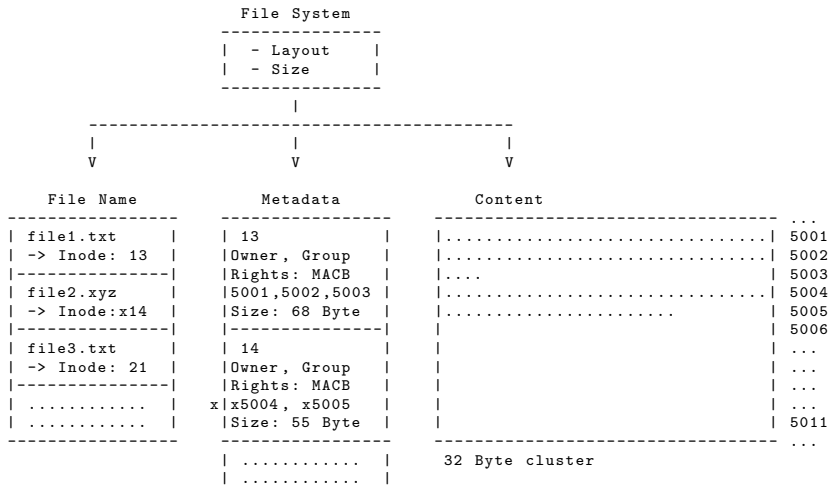 File System
                        ----------------
                        |  - Layout    |
                        |  - Size      |
                        ----------------
                               |
           ------------------------------------------
           |                   |                    |
           V                   V                    V

    File Name            Metadata             Content
-----------------    -----------------    ---------------------------------- ...
| file1.txt     |    | 13            |    |................................| 5001
| -> Inode: 13  |    |Owner, Group   |    |................................| 5002
|---------------|    |Rights: MACB   |    |....                            | 5003
| file2.xyz     |    |5001,5002,5003 |    |................................| 5004
| -> Inode:x14  |    |Size: 68 Byte  |    |.......................         | 5005
|---------------|    |---------------|    |                                | 5006
| file3.txt     |    | 14            |    |                                | ...
| -> Inode: 21  |    |Owner, Group   |    |                                | ...
|---------------|    |Rights: MACB   |    |                                | ...
| ............  |   x|x5004, x5005   |    |                                | ...
| ............  |    |Size: 55 Byte  |    |                                | 5011
-----------------    -----------------    ---------------------------------- ...
                     | ............  |     32 Byte cluster
                     | ............  |